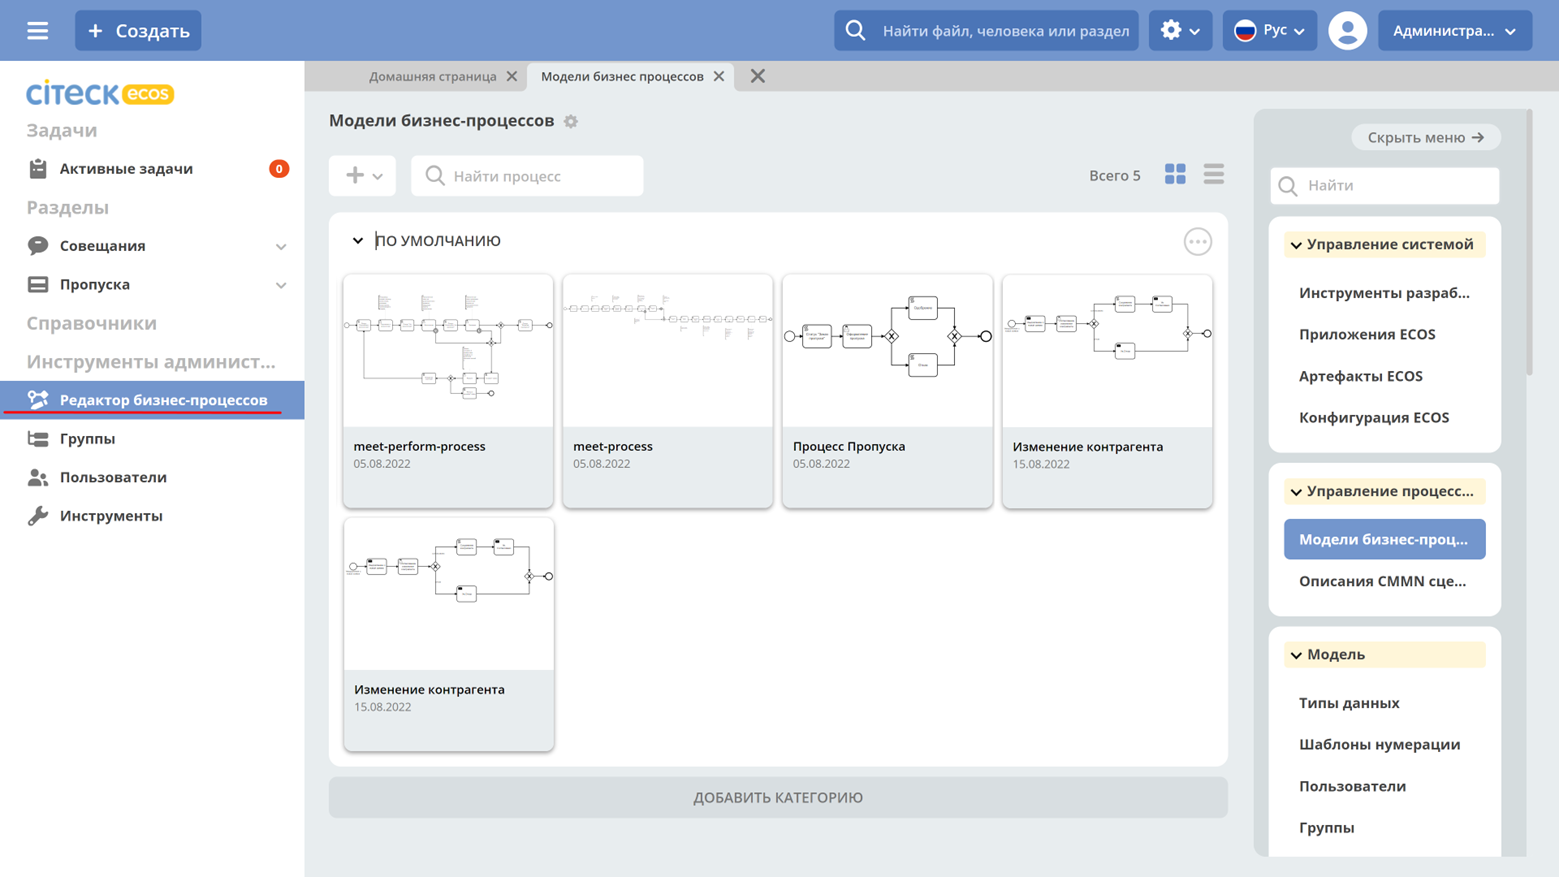 + Создать
Найти файл, человека или раздел
Рус
Администра...
citeck ecos
Домашняя страница
Модели бизнес процессов
Задачи
Активные задачи
0
Разделы
Совещания
Пропуска
Справочники
Инструменты админист...
Редактор бизнес-процессов
Группы
Пользователи
Инструменты
Модели бизнес-процессов
Найти процесс
Всего 5
ПО УМОЛЧАНИЮ
meet-perform-process
05.08.2022
meet-process
05.08.2022
Процесс Пропуска
05.08.2022
Изменение контрагента
15.08.2022
Изменение контрагента
15.08.2022
ДОБАВИТЬ КАТЕГОРИЮ
Скрыть меню →
Найти
Управление системой
Инструменты разраб...
Приложения ECOS
Артефакты ECOS
Конфигурация ECOS
Управление процесс...
Модели бизнес-проц...
Описания CMMN сце...
Модель
Типы данных
Шаблоны нумерации
Пользователи
Группы